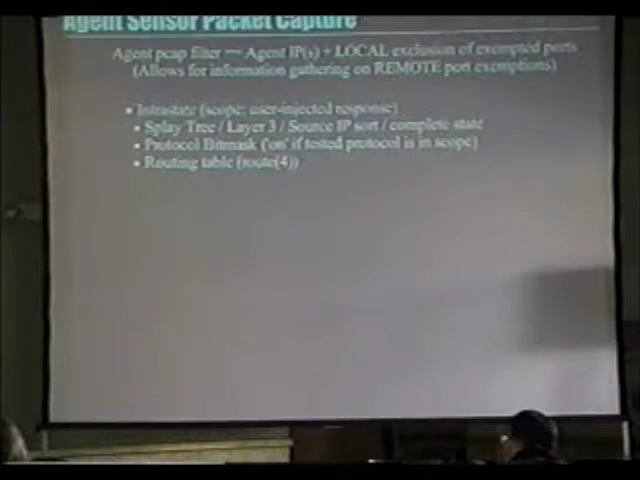 Agent Sensor Packet Capture
Agent pcap filter — Agent IP(s) + LOCAL exclusion of exempted ports
(Allows for information gathering on REMOTE port exemptions)
▪ Intrastate (scope: user-injected response)
▪ Splay Tree / Layer 3 / Source IP sort / complete state
▪ Protocol Bitmask ('on' if tested protocol is in scope)
▪ Routing table (route(4))